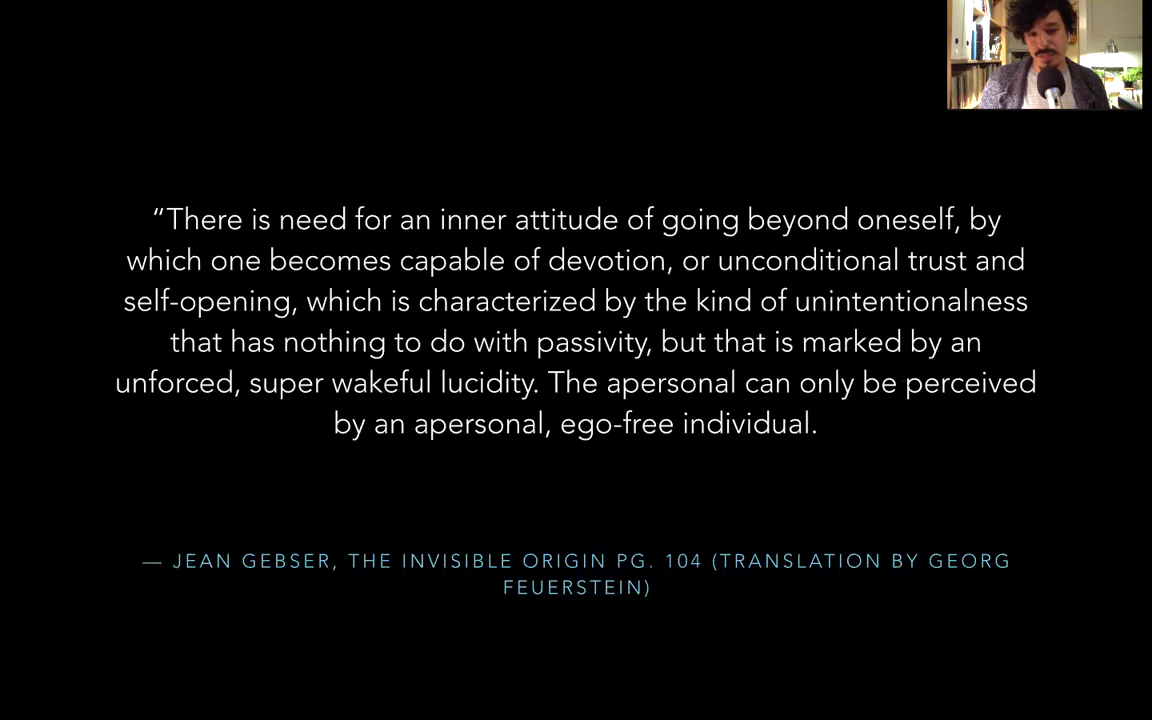 “There is need for an inner attitude of going beyond oneself, by
which one becomes capable of devotion, or unconditional trust and
self-opening, which is characterized by the kind of unintentionalness
that has nothing to do with passivity, but that is marked by an
unforced, super wakeful lucidity. The apersonal can only be perceived
by an apersonal, ego-free individual.
— JEAN GEBSER, THE INVISIBLE ORIGIN PG. 104 (TRANSLATION BY GEORG
FEUERSTEIN)